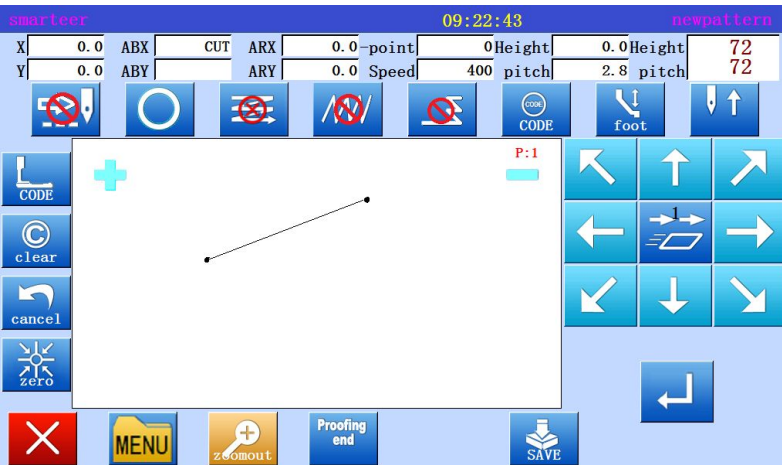 smarteer 09:22:43 newpattern
X 0.0 ABX CUT ARX 0.0 -point 0 Height 0.0 Height 72
Y 0.0 ABY ARY 0.0 Speed 400 pitch 2.8 pitch 72
CODE
CODE
foot
P:1
CODE
1
C
clear
cancel
zero
MENU
zoomout
Proofing
end
SAVE